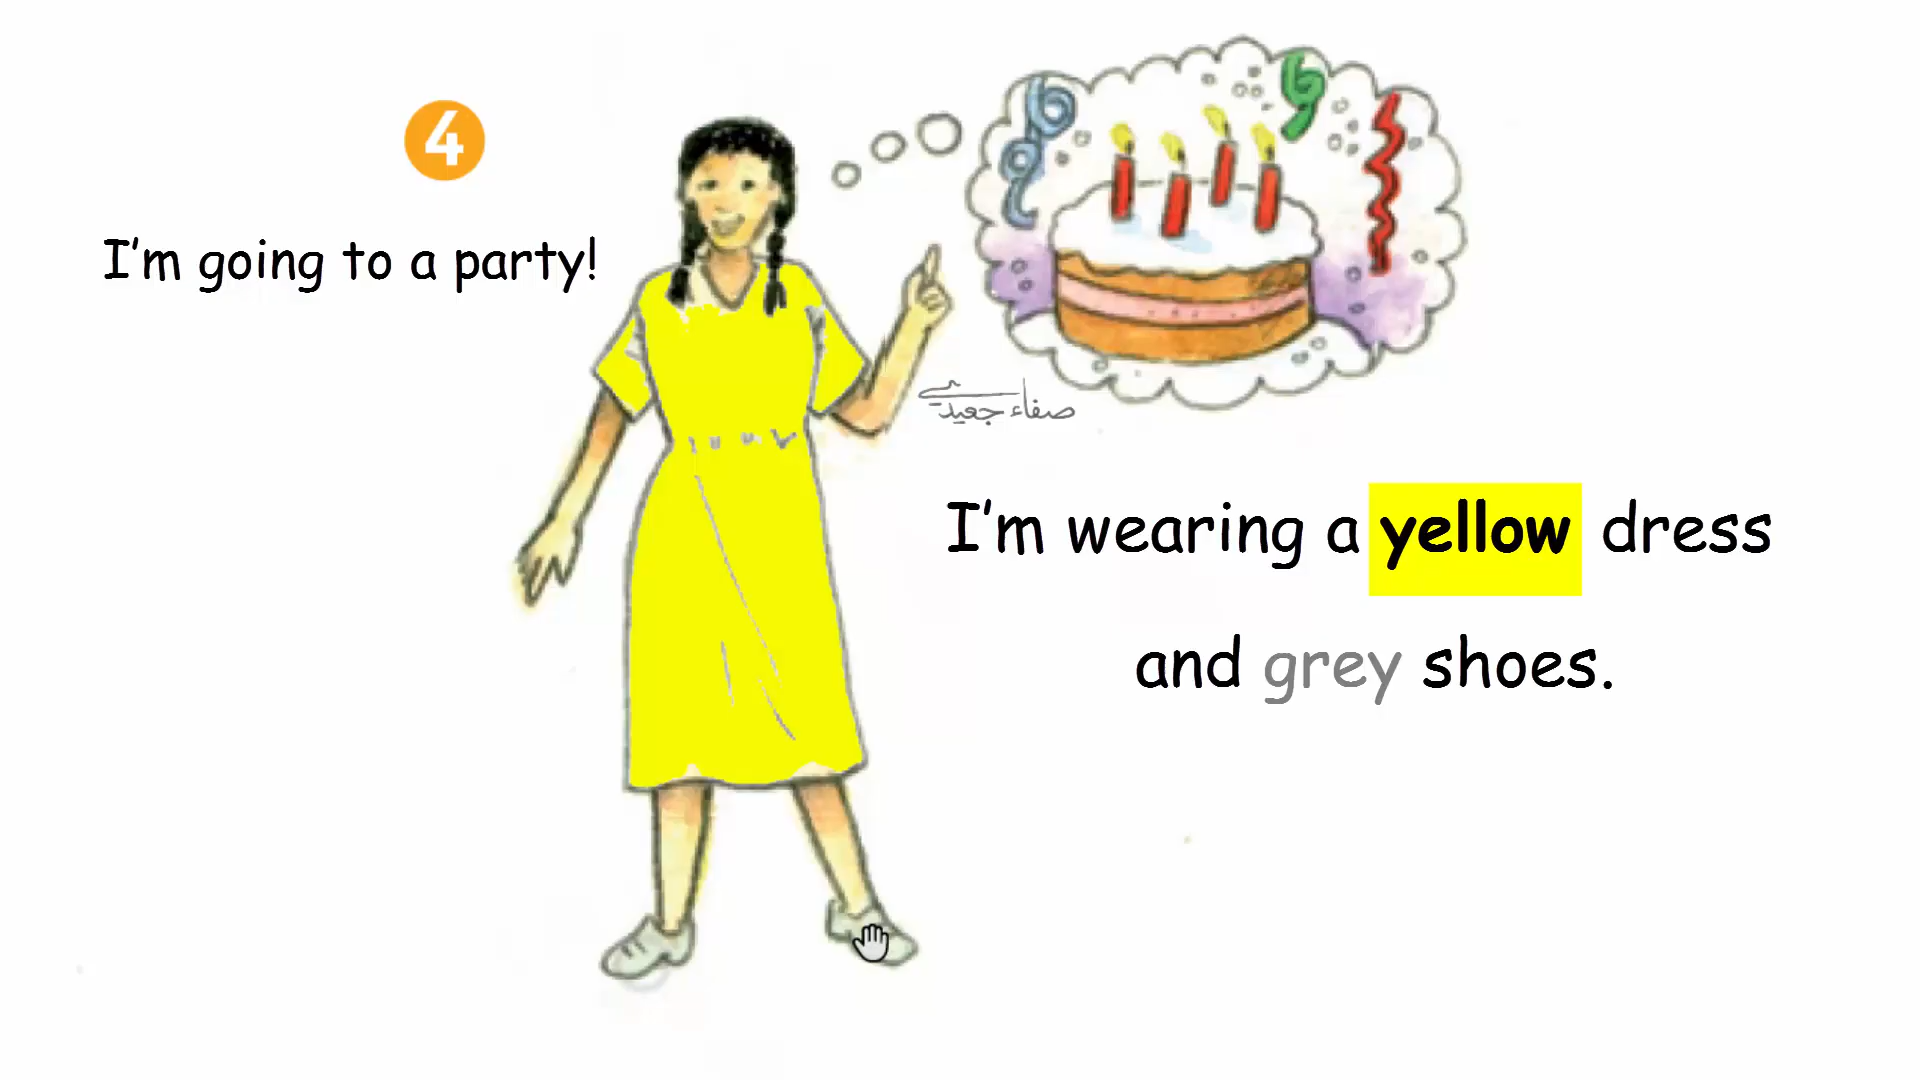 4
I'm going to a party!
صفاء جعيدي
I'm wearing a yellow dress
and grey shoes.